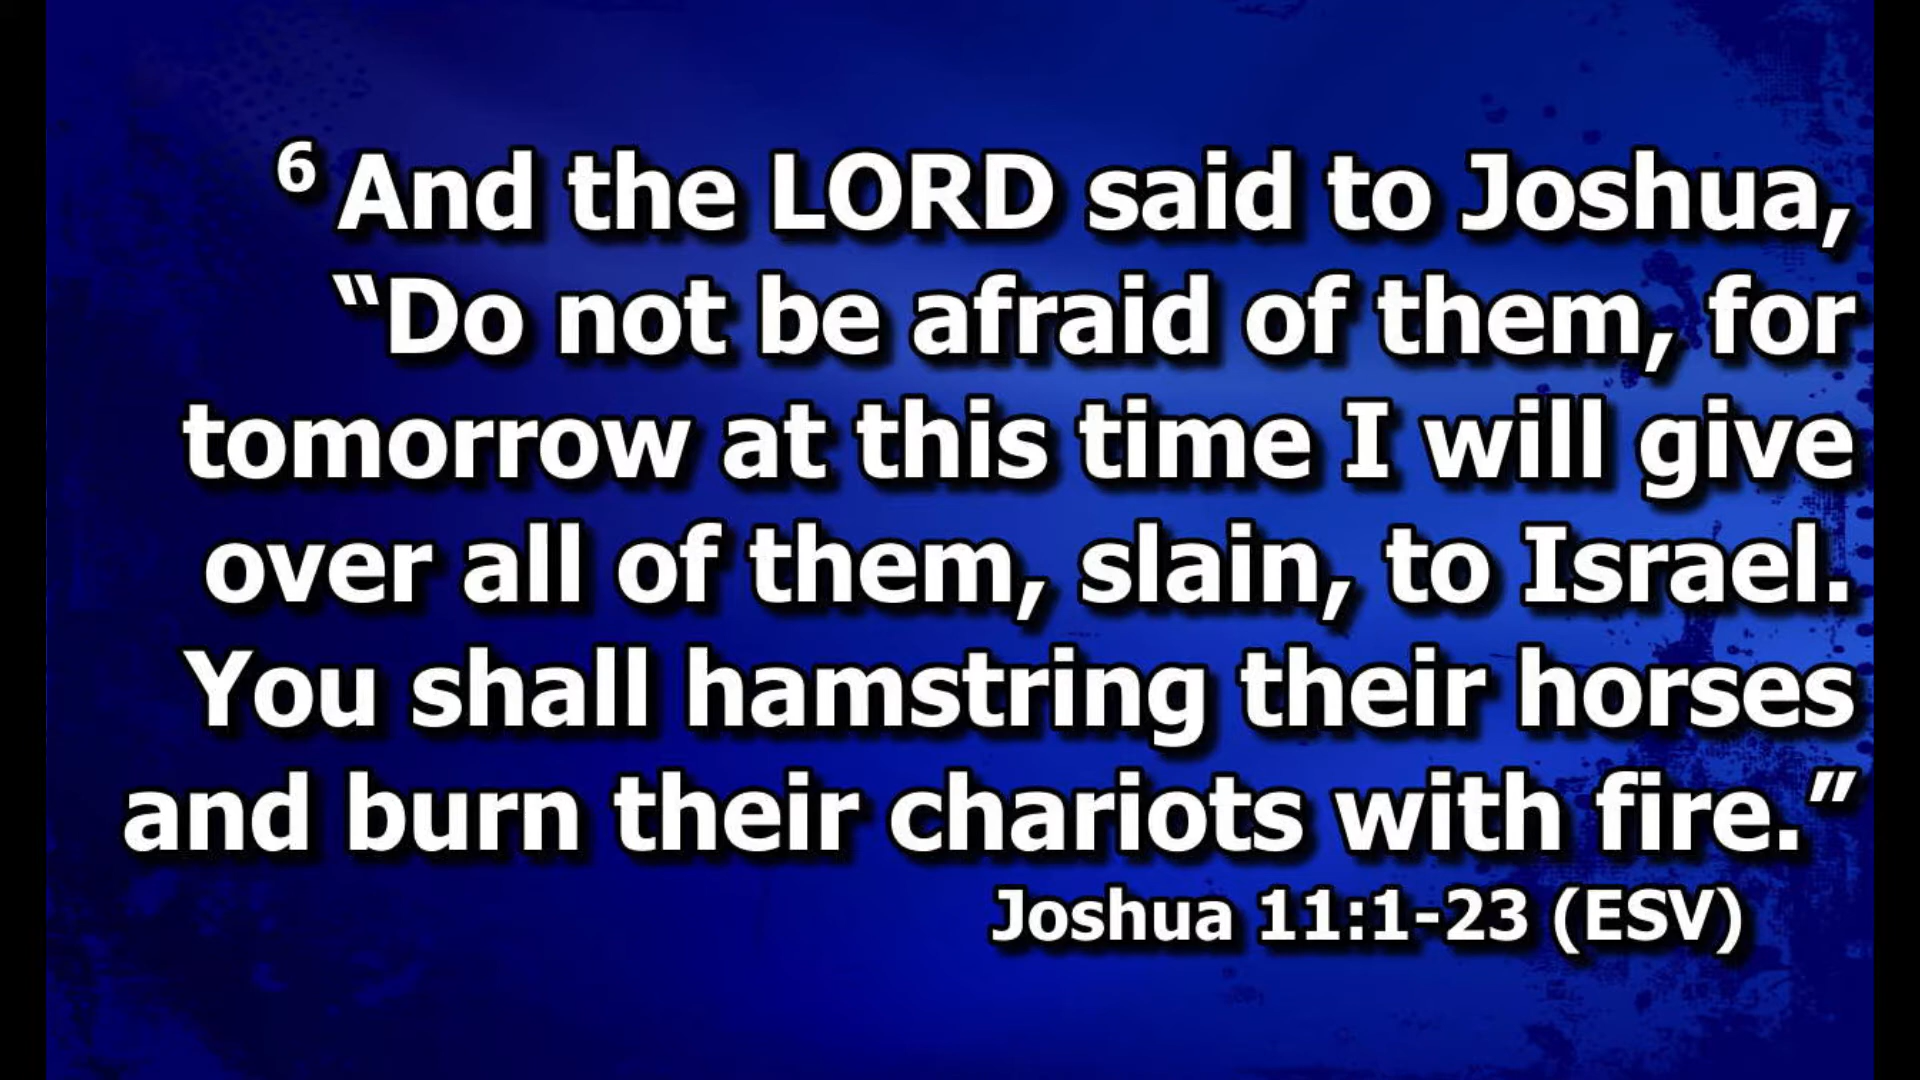 6 And the LORD said to Joshua,
“Do not be afraid of them, for
tomorrow at this time I will give
over all of them, slain, to Israel.
You shall hamstring their horses
and burn their chariots with fire.”
Joshua 11:1-23 (ESV)